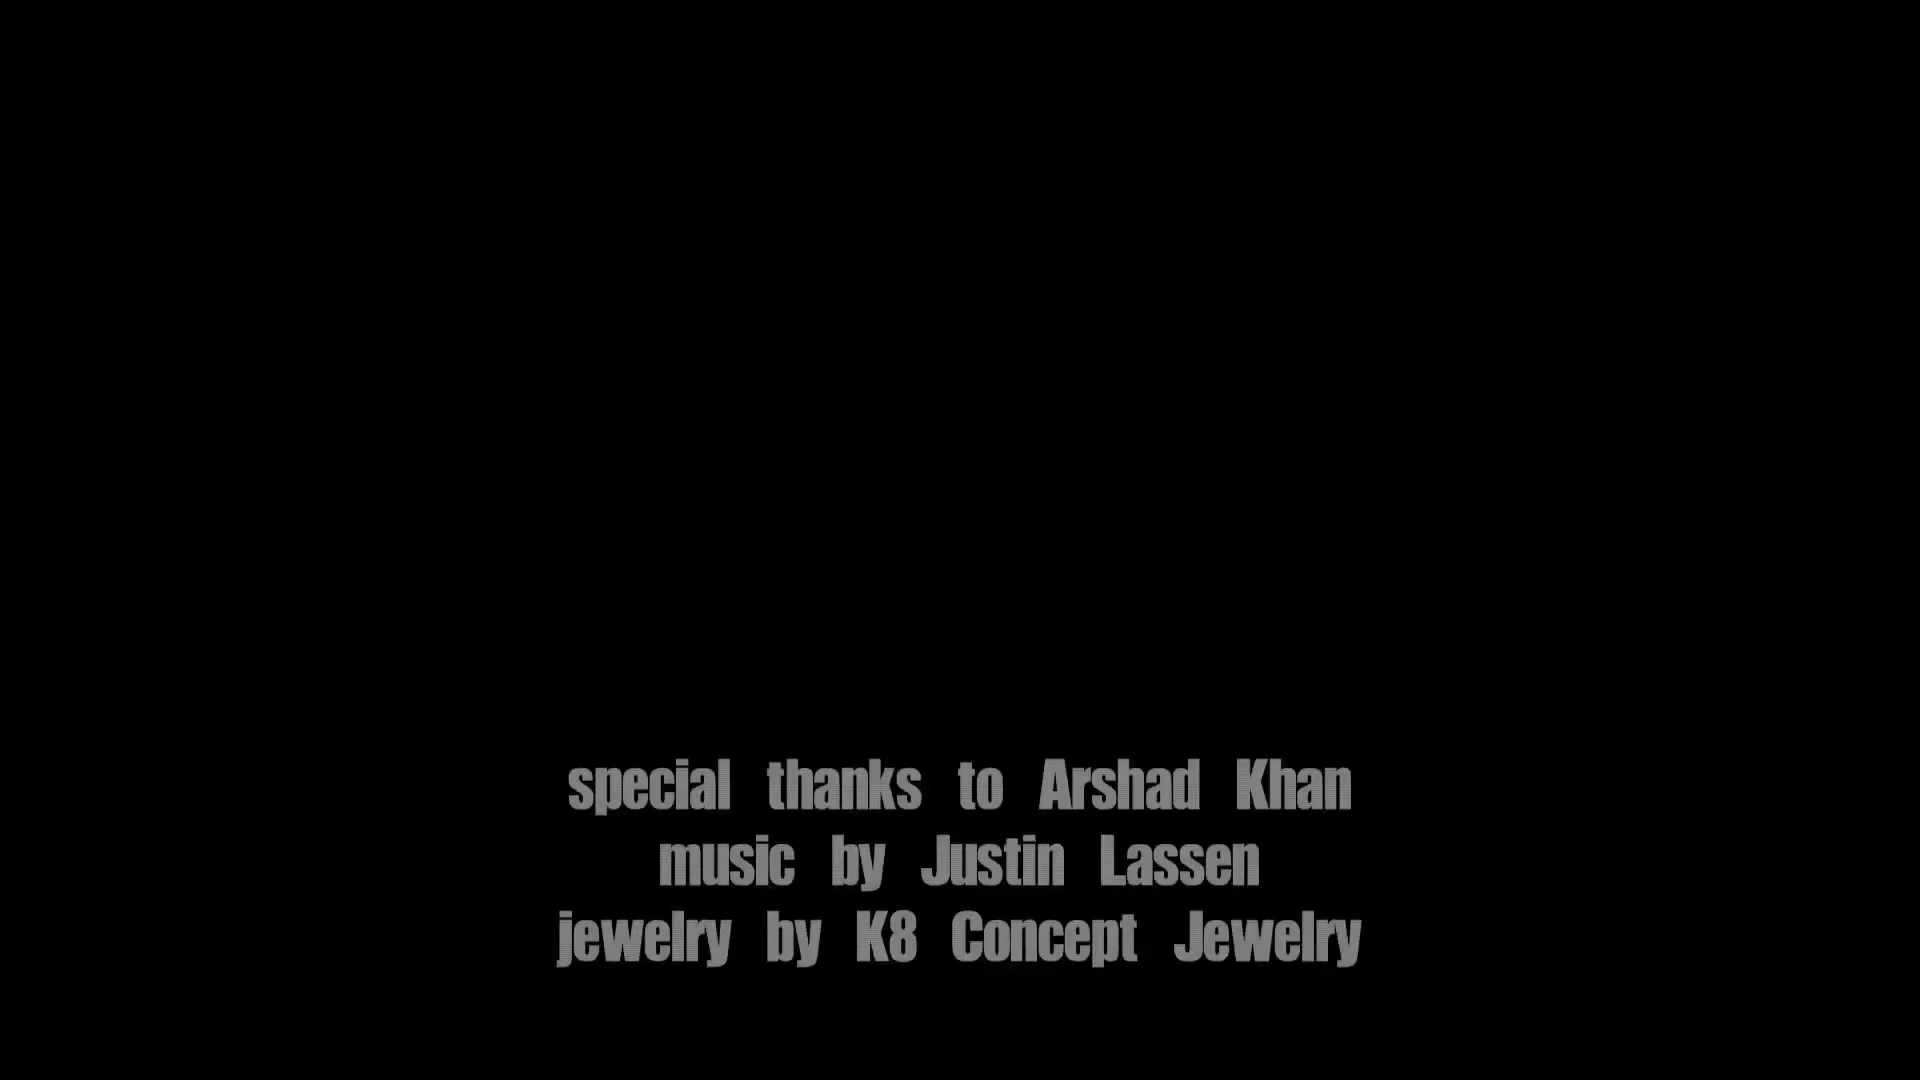 special thanks to Arshad Khan
music by Justin Lassen
jewelry by K8 Concept Jewelry